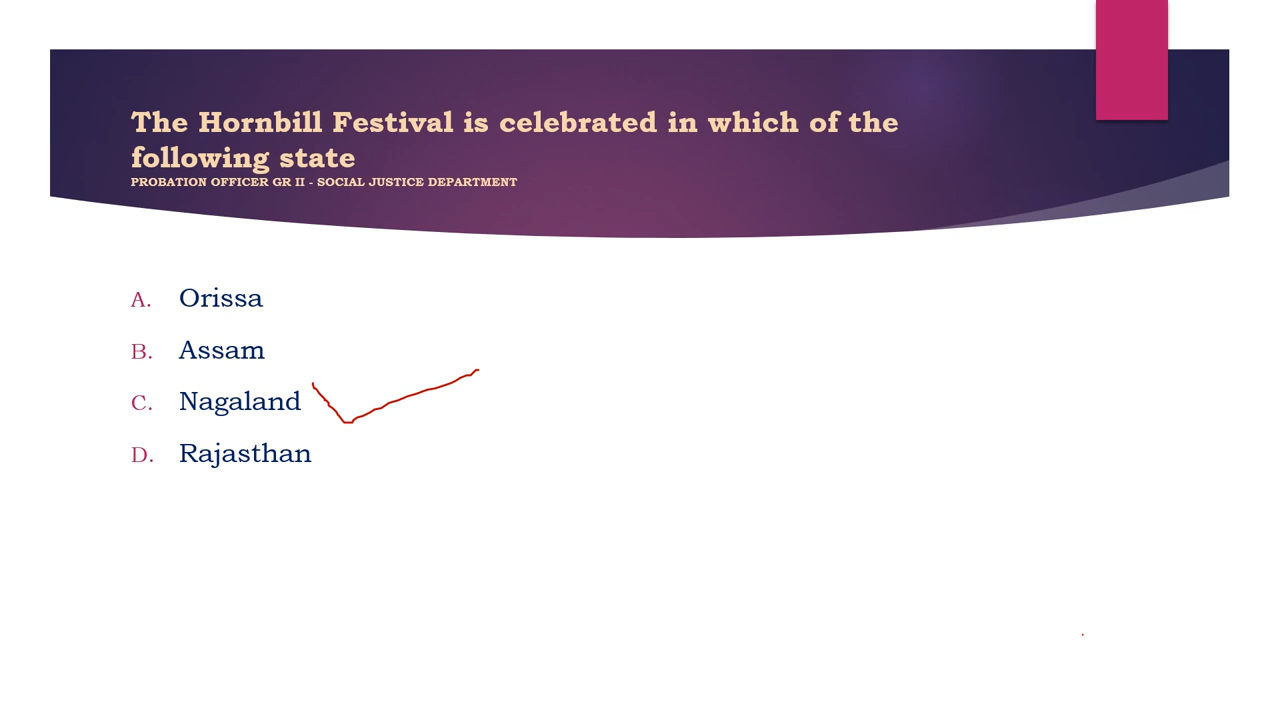 The Hornbill Festival is celebrated in which of the
following state
PROBATION OFFICER GR II - SOCIAL JUSTICE DEPARTMENT
A. Orissa
B. Assam
C. Nagaland
D. Rajasthan